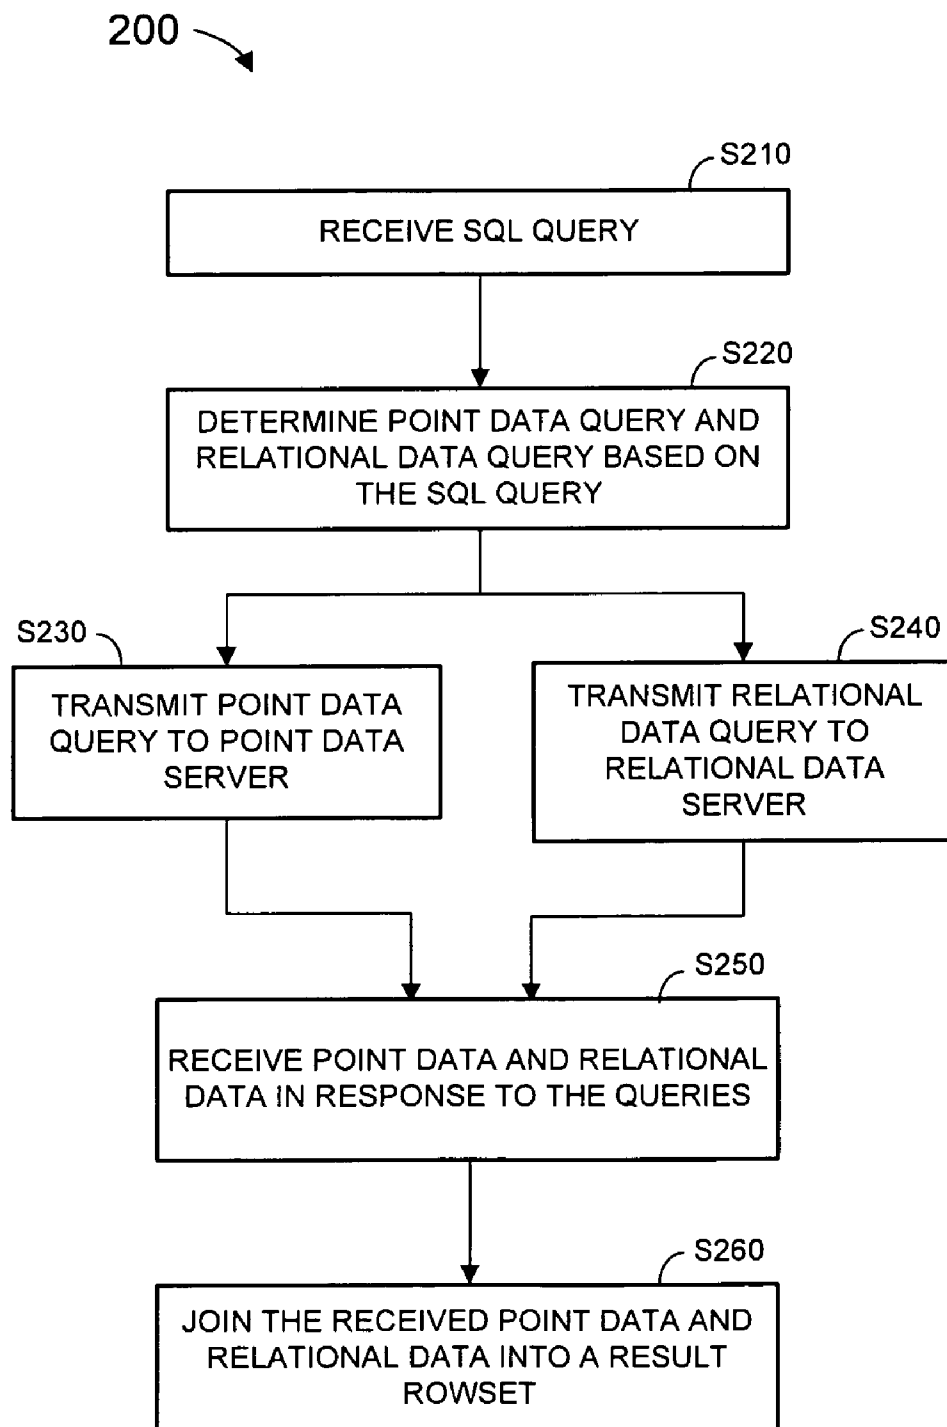 200
S210
RECEIVE SQL QUERY
S220
DETERMINE POINT DATA QUERY AND
RELATIONAL DATA QUERY BASED ON
THE SQL QUERY
S230
TRANSMIT POINT DATA
QUERY TO POINT DATA
SERVER
S240
TRANSMIT RELATIONAL
DATA QUERY TO
RELATIONAL DATA
SERVER
S250
RECEIVE POINT DATA AND RELATIONAL
DATA IN RESPONSE TO THE QUERIES
S260
JOIN THE RECEIVED POINT DATA AND
RELATIONAL DATA INTO A RESULT
ROWSET